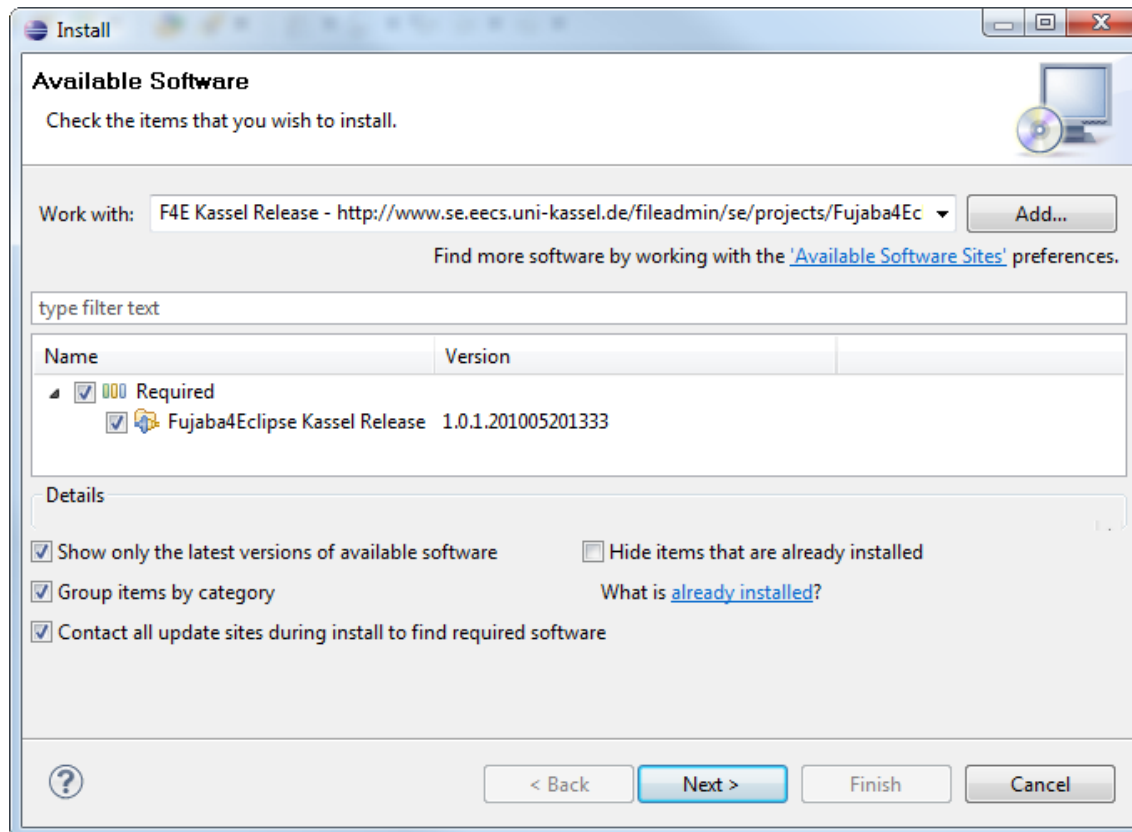 Install
Available Software
Check the items that you wish to install.
Work with: F4E Kassel Release - http://www.se.eecs.uni-kassel.de/fileadmin/se/projects/Fujaba4Ec Add...
Find more software by working with the 'Available Software Sites' preferences.
type filter text
Name Version
Required
Fujaba4Eclipse Kassel Release 1.0.1.201005201333
Details
Show only the latest versions of available software Hide items that are already installed
Group items by category What is already installed?
Contact all update sites during install to find required software
? < Back Next > Finish Cancel